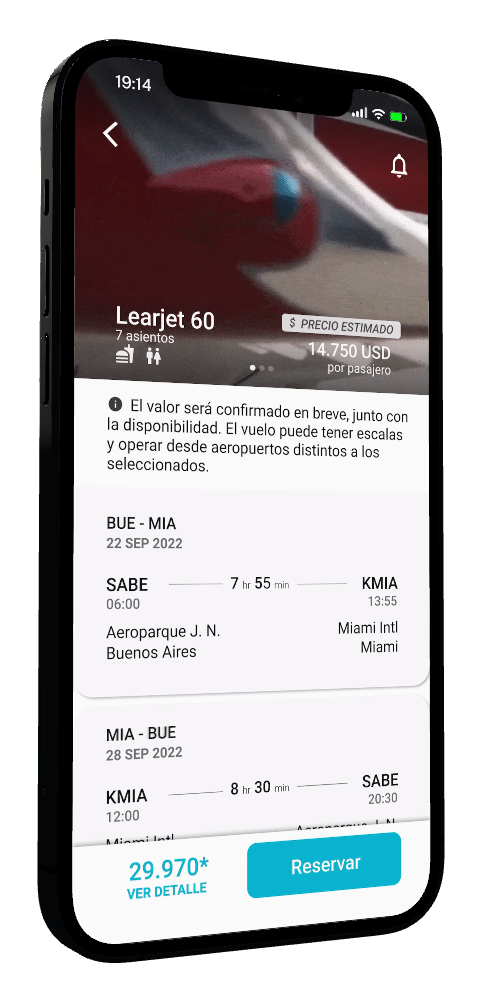 19:14
Learjet 60
7 asientos
$ PRECIO ESTIMADO
14.750 USD
por pasajero
El valor será confirmado en breve, junto con
la disponibilidad. El vuelo puede tener escalas
y operar desde aeropuertos distintos a los
seleccionados.
BUE - MIA
22 SEP 2022
SABE 7 hr 55 min KMIA
06:00 13:55
Aeroparque J. N. Miami Intl
Buenos Aires Miami
MIA - BUE
28 SEP 2022
KMIA 8 hr 30 min SABE
12:00 20:30
Miami Intl Aeroparque J. N.
29.970* Reservar
VER DETALLE